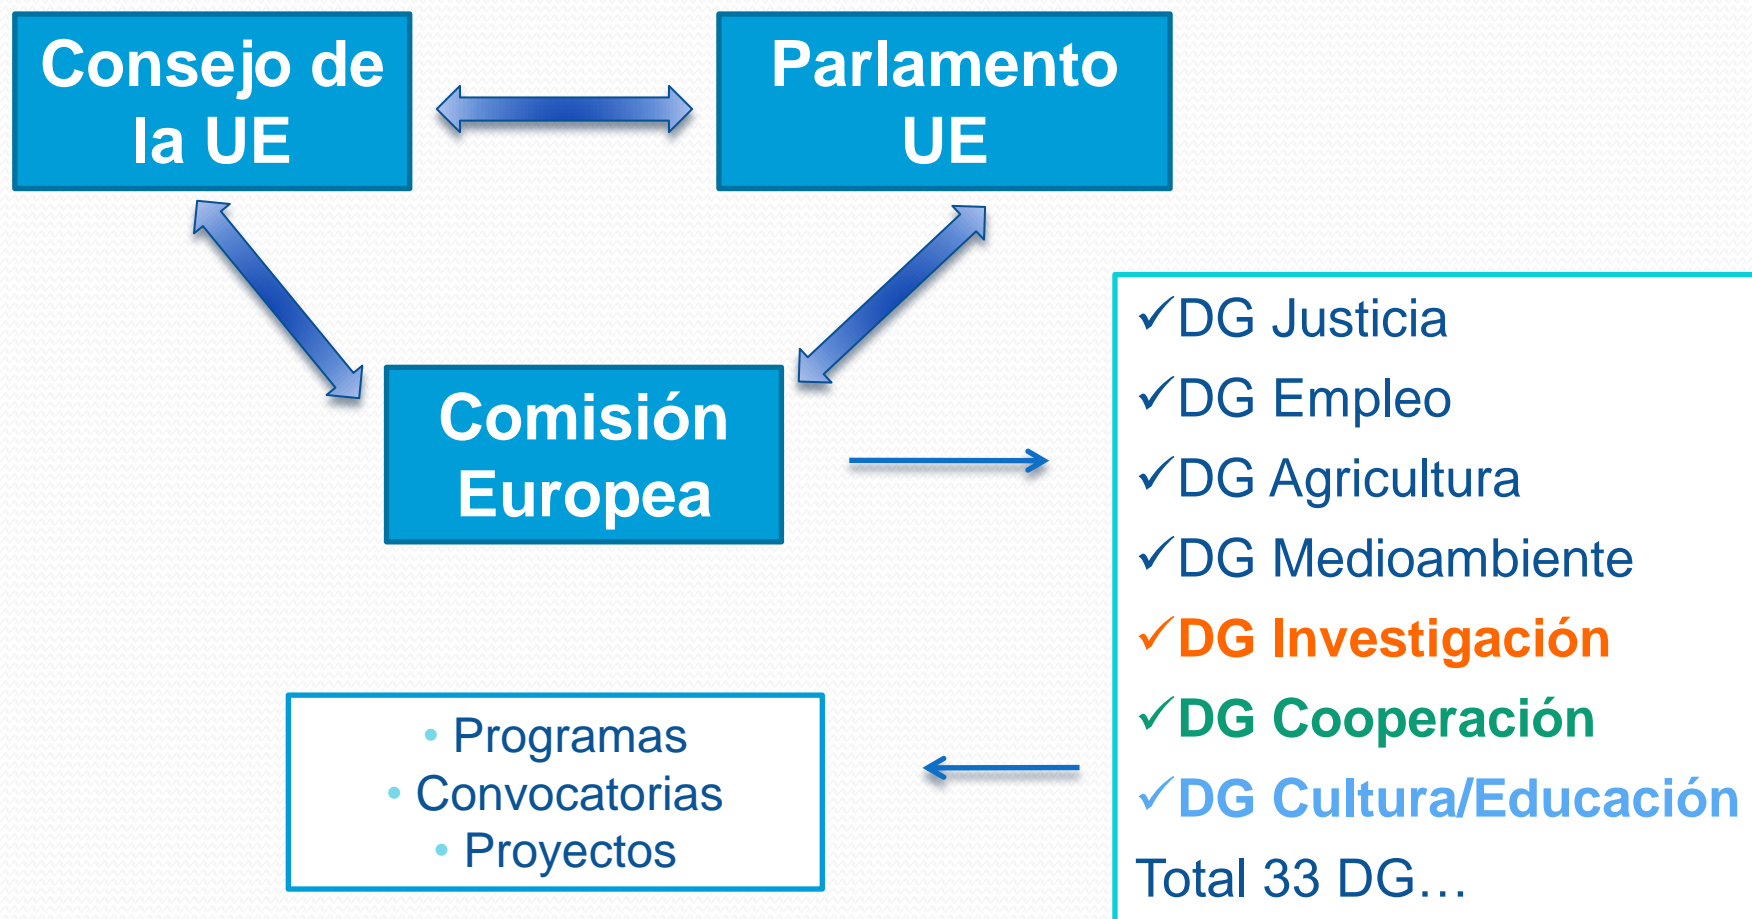 Consejo de
la UE
Parlamento
UE
Comisión
Europea
✓DG Justicia
✓DG Empleo
✓DG Agricultura
✓DG Medioambiente
✓DG Investigación
✓DG Cooperación
✓DG Cultura/Educación
Total 33 DG…
• Programas
• Convocatorias
• Proyectos